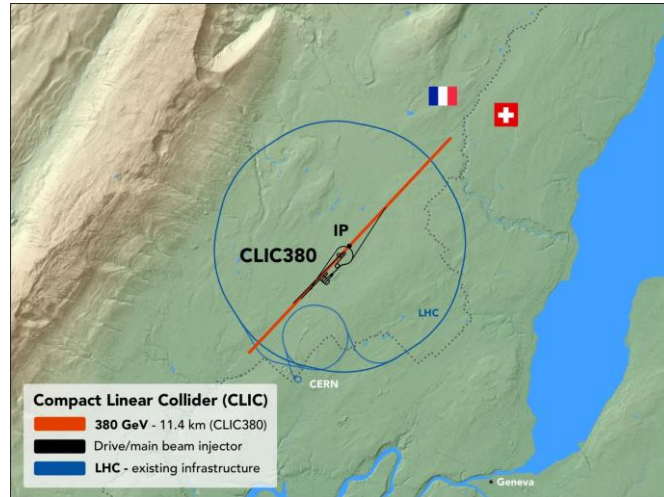 IP
CLIC380
LHC
CERN
Compact Linear Collider (CLIC)
380 GeV - 11.4 km (CLIC380)
Drive/main beam injector
LHC - existing infrastructure
Geneva